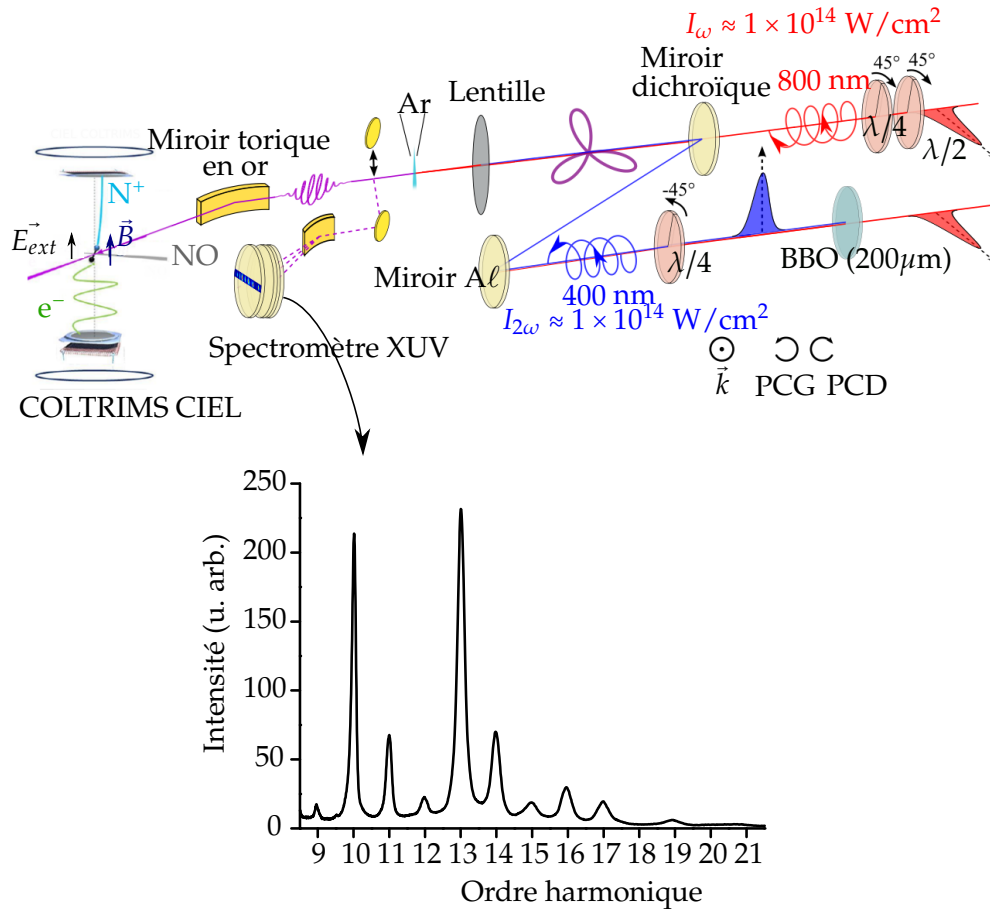 I_ω ≈ 1 × 10^14 W/cm^2
Miroir
dichroïque
45°
45°
800 nm
Lentille
Ar
λ/4
λ/2
Miroir torique
en or
CIEL COLTRIMS
N⁺
-45°
E_ext
B
NO
λ/4
BBO (200µm)
Miroir Aℓ
400 nm
e⁻
I_2ω ≈ 1 × 10^14 W/cm^2
Spectromètre XUV
k
PCG
PCD
COLTRIMS CIEL
250
200
150
100
50
0
Intensité (u. arb.)
9 10 11 12 13 14 15 16 17 19 20 21
Ordre harmonique